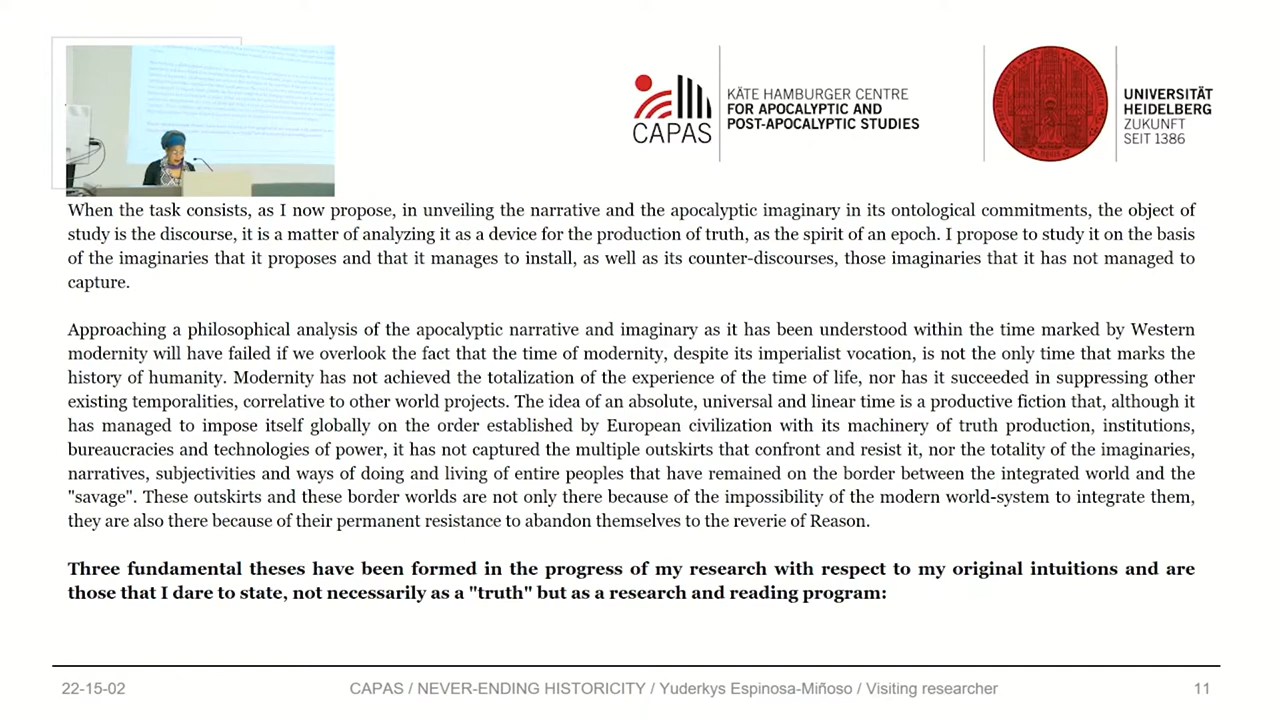 CAPAS
KÄTE HAMBURGER CENTRE
FOR APOCALYPTIC AND
POST-APOCALYPTIC STUDIES
UNIVERSITÄT
HEIDELBERG
ZUKUNFT
SEIT 1386
When the task consists, as I now propose, in unveiling the narrative and the apocalyptic imaginary in its ontological commitments, the object of
study is the discourse, it is a matter of analyzing it as a device for the production of truth, as the spirit of an epoch. I propose to study it on the basis
of the imaginaries that it proposes and that it manages to install, as well as its counter-discourses, those imaginaries that it has not managed to
capture.
Approaching a philosophical analysis of the apocalyptic narrative and imaginary as it has been understood within the time marked by Western
modernity will have failed if we overlook the fact that the time of modernity, despite its imperialist vocation, is not the only time that marks the
history of humanity. Modernity has not achieved the totalization of the experience of the time of life, nor has it succeeded in suppressing other
existing temporalities, correlative to other world projects. The idea of an absolute, universal and linear time is a productive fiction that, although it
has managed to impose itself globally on the order established by European civilization with its machinery of truth production, institutions,
bureaucracies and technologies of power, it has not captured the multiple outskirts that confront and resist it, nor the totality of the imaginaries,
narratives, subjectivities and ways of doing and living of entire peoples that have remained on the border between the integrated world and the
"savage". These outskirts and these border worlds are not only there because of the impossibility of the modern world-system to integrate them,
they are also there because of their permanent resistance to abandon themselves to the reverie of Reason.
Three fundamental theses have been formed in the progress of my research with respect to my original intuitions and are
those that I dare to state, not necessarily as a "truth" but as a research and reading program:
22-15-02
CAPAS / NEVER-ENDING HISTORICITY / Yuderkys Espinosa-Miñoso / Visiting researcher
11